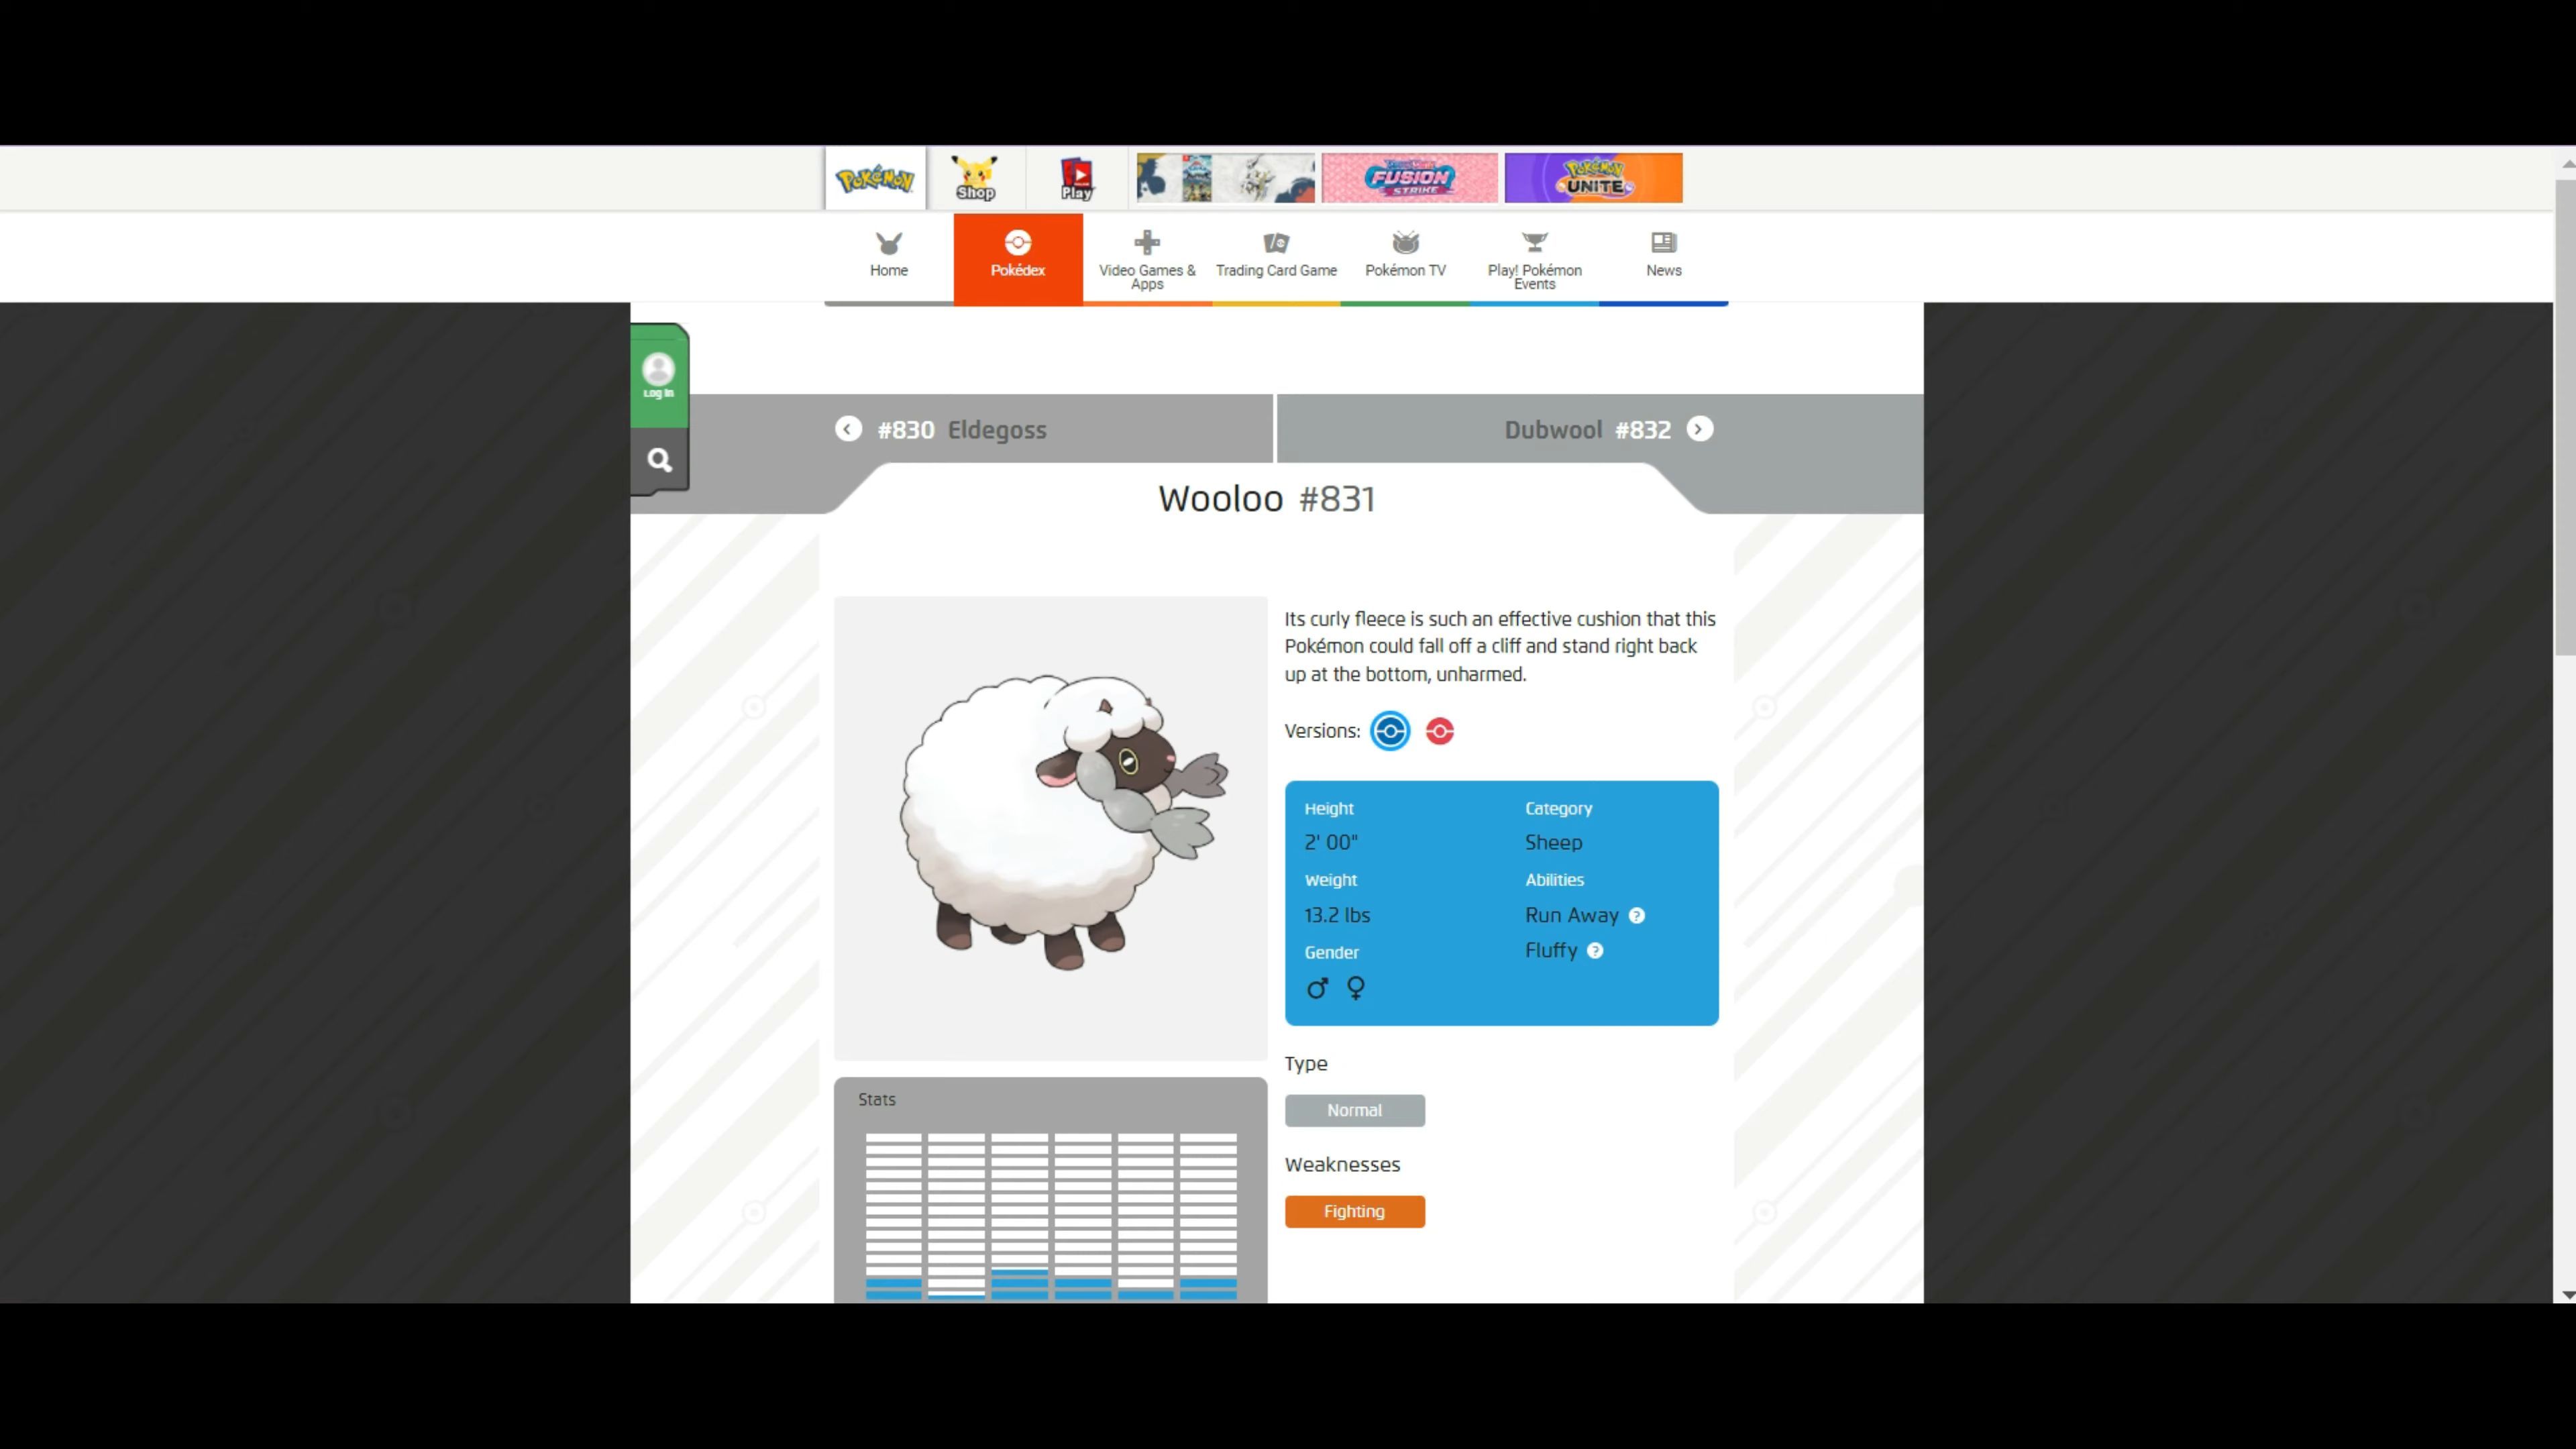 POKéMON
Shop
Play
FUSION
STRIKE
POKéMON
UNITE
Home
Pokédex
Video Games &
Apps
Trading Card Game
Pokémon TV
Play! Pokémon
Events
News
Log In
#830 Eldegoss
Dubwool #832
Wooloo #831
Its curly fleece is such an effective cushion that this
Pokémon could fall off a cliff and stand right back
up at the bottom, unharmed.
Versions:
Height
2' 00"
Weight
13.2 lbs
Gender
Category
Sheep
Abilities
Run Away ?
Fluffy ?
Type
Normal
Weaknesses
Fighting
Stats